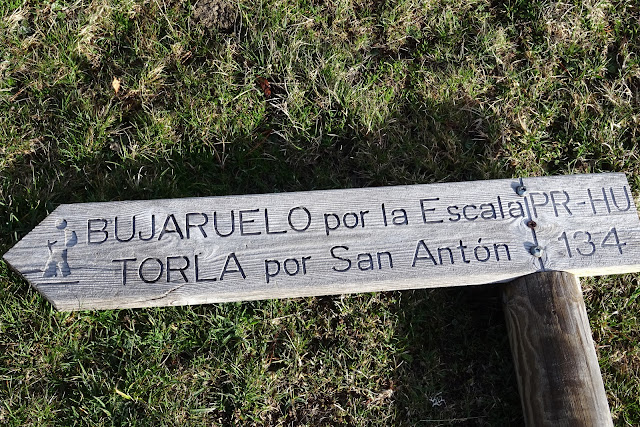 BUJARUELO por la Escala PR-HU
TORLA por San Antón 134